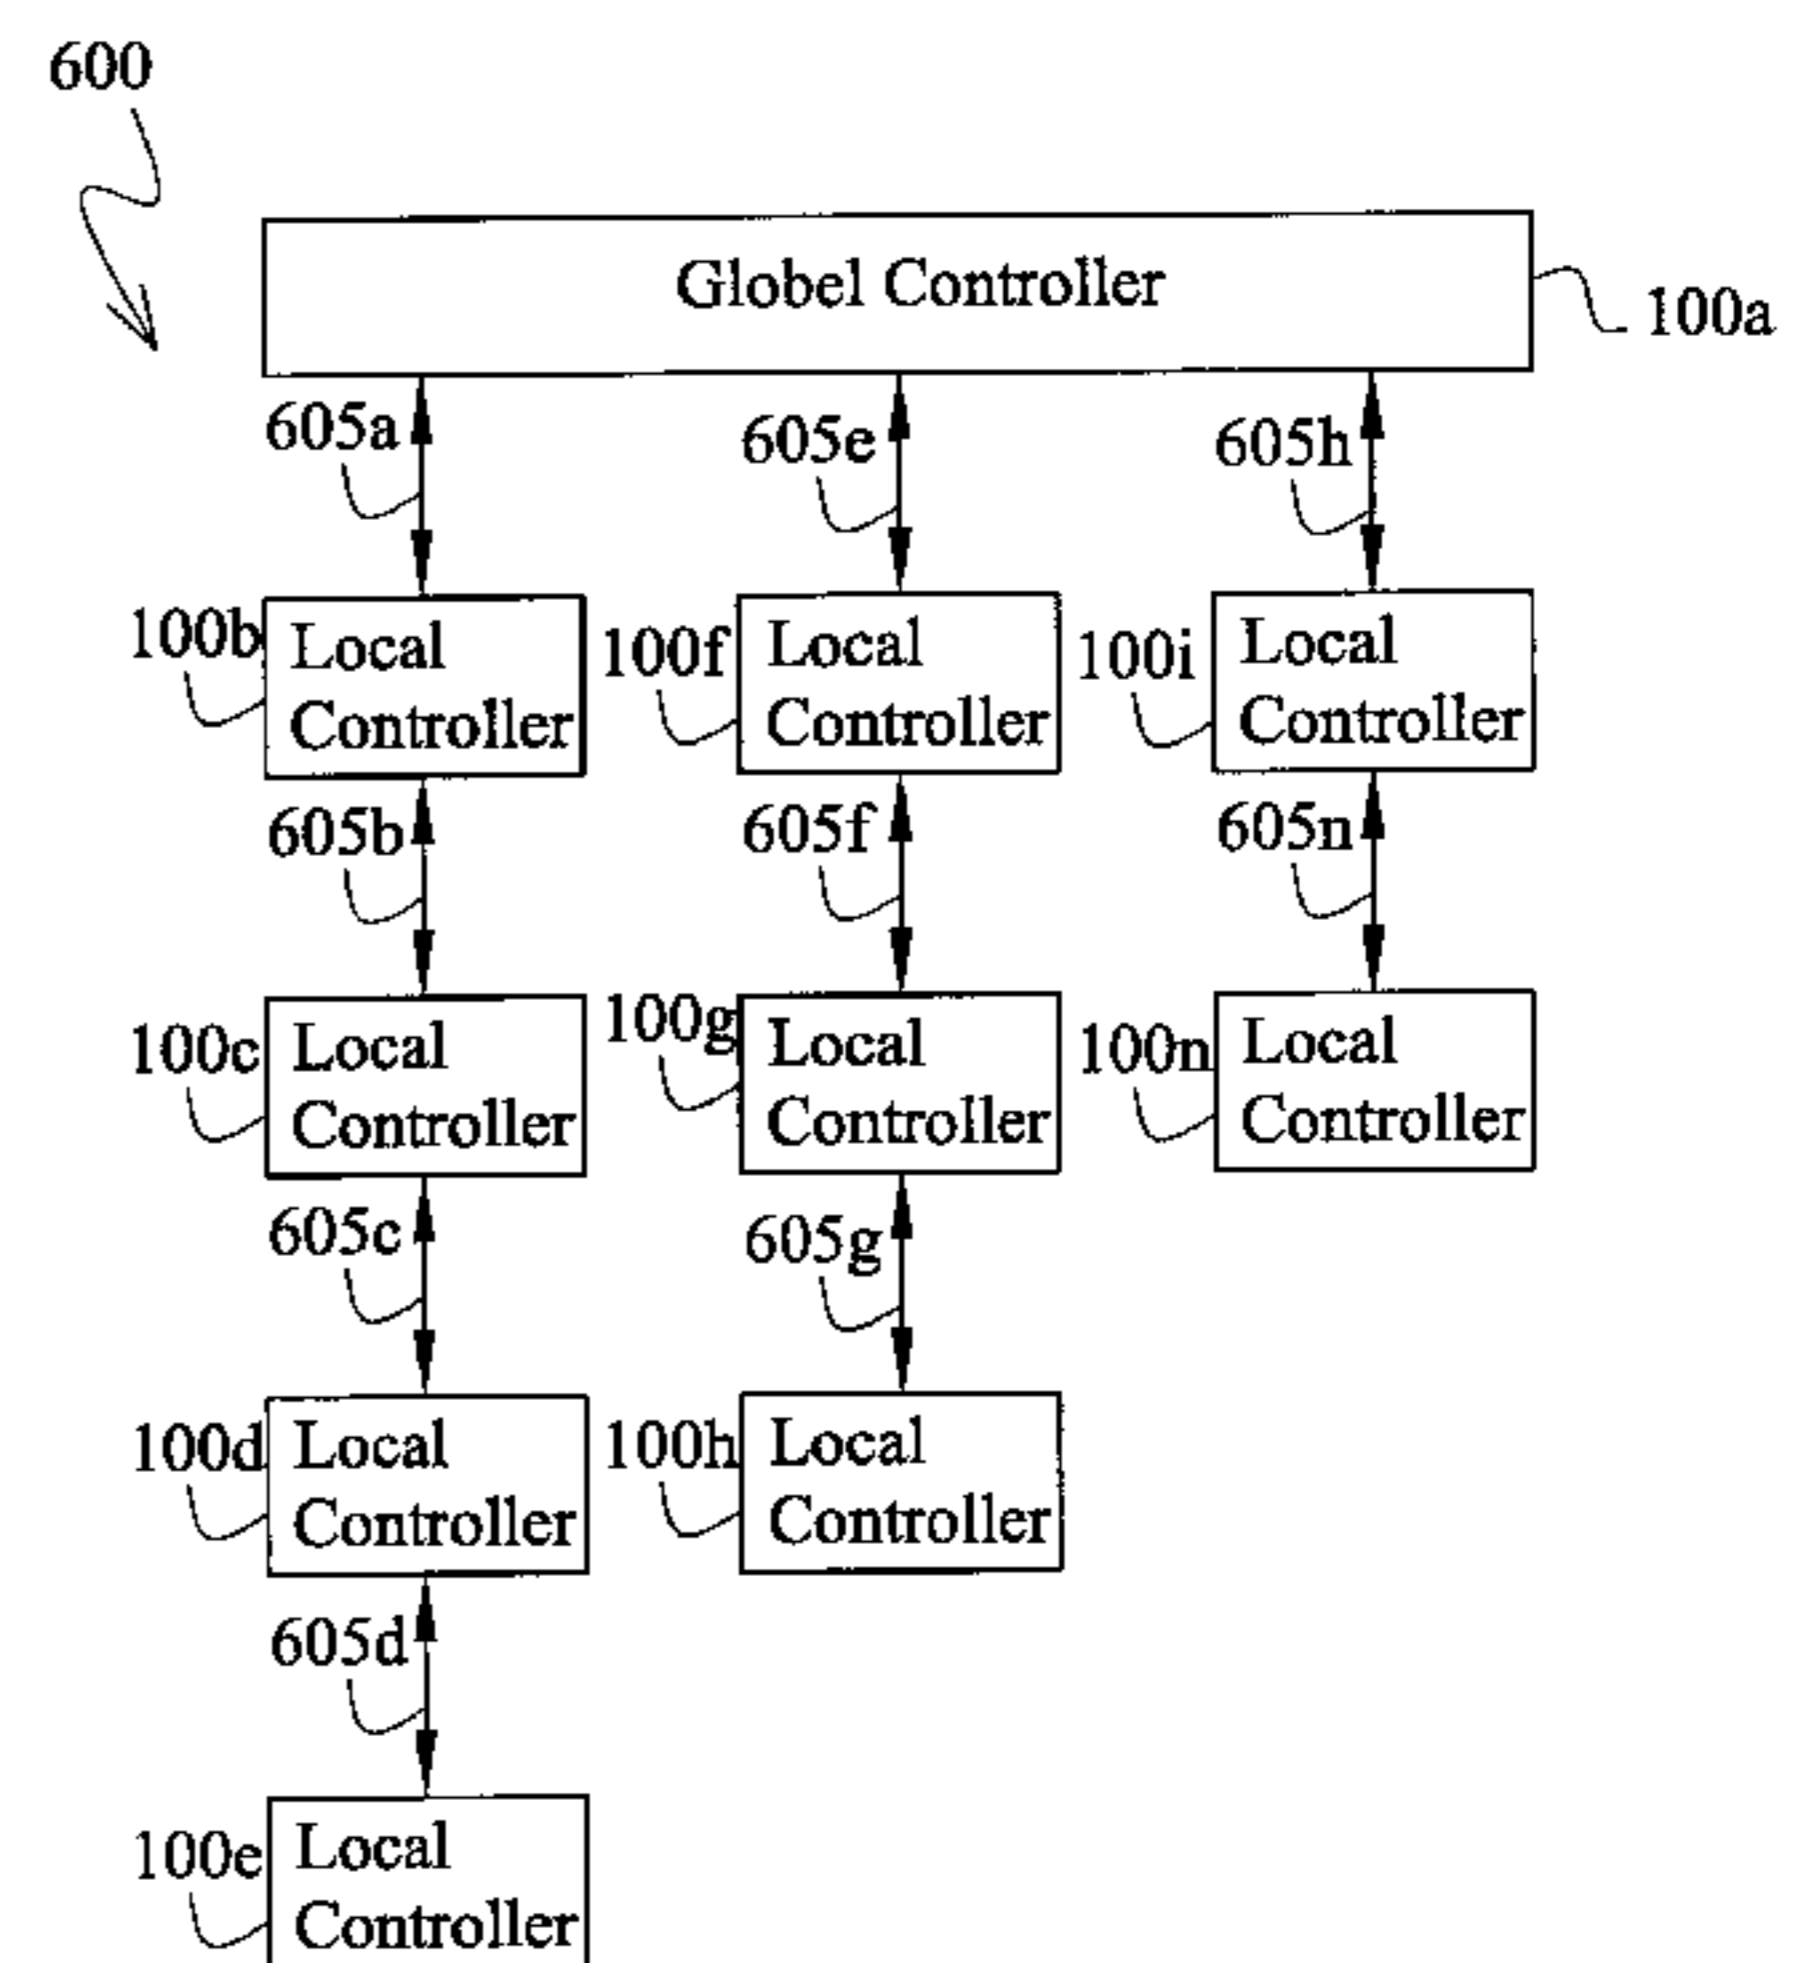 600
Globel Controller
100a
605a
605e
605h
100b
Local
Controller
100f
Local
Controller
100i
Local
Controller
605b
605f
605n
100c
Local
Controller
100g
Local
Controller
100n
Local
Controller
605c
605g
100d
Local
Controller
100h
Local
Controller
605d
100e
Local
Controller